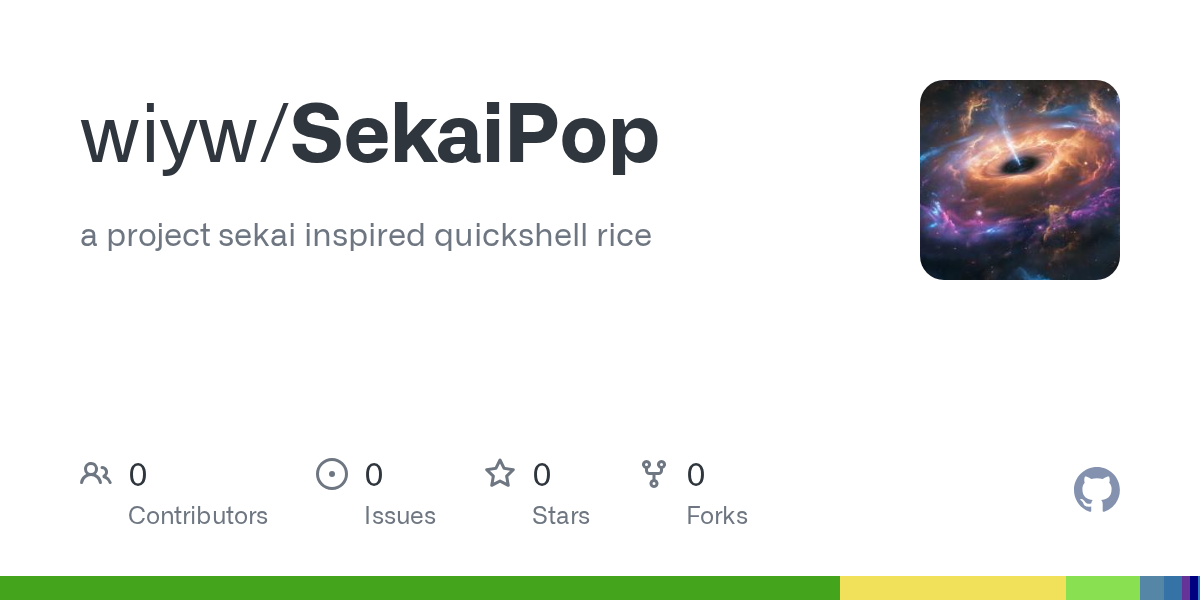 wiyw/SekaiPop
a project sekai inspired quickshell rice
0 0 0 0
Contributors Issues Stars Forks